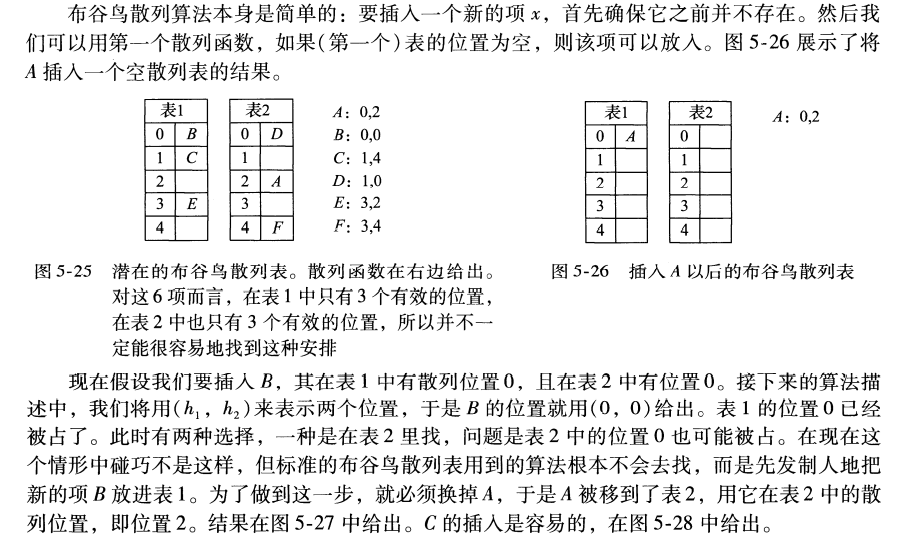 布谷鸟散列算法本身是简单的：要插入一个新的项 x，首先确保它之前并不存在。然后我
们可以用第一个散列函数，如果(第一个)表的位置为空，则该项可以放入。图 5-26 展示了将
A 插入一个空散列表的结果。
表1
0 B
1 C
2
3 E
4
表2
0 D
1
2 A
3
4 F
A：0,2
B：0,0
C：1,4
D：1,0
E：3,2
F：3,4
图 5-25 潜在的布谷鸟散列表。散列函数在右边给出。
对这 6 项而言，在表 1 中只有 3 个有效的位置，
在表 2 中也只有 3 个有效的位置，所以并不一
定能很容易地找到这种安排
表1
0 A
1
2
3
4
表2
0
1
2
3
4
A：0,2
图 5-26 插入 A 以后的布谷鸟散列表
现在假设我们要插入 B，其在表 1 中有散列位置 0，且在表 2 中有位置 0。接下来的算法描
述中，我们将用(h₁，h₂)来表示两个位置，于是 B 的位置就用(0，0)给出。表 1 的位置 0 已经
被占了。此时有两种选择，一种是在表 2 里找，问题是表 2 中的位置 0 也可能被占。在现在这
个情形中碰巧不是这样，但标准的布谷鸟散列表用到的算法根本不会去找，而是先发制人地把
新的项 B 放进表 1。为了做到这一步，就必须换掉 A，于是 A 被移到了表 2，用它在表 2 中的散
列位置，即位置 2。结果在图 5-27 中给出。C 的插入是容易的，在图 5-28 中给出。